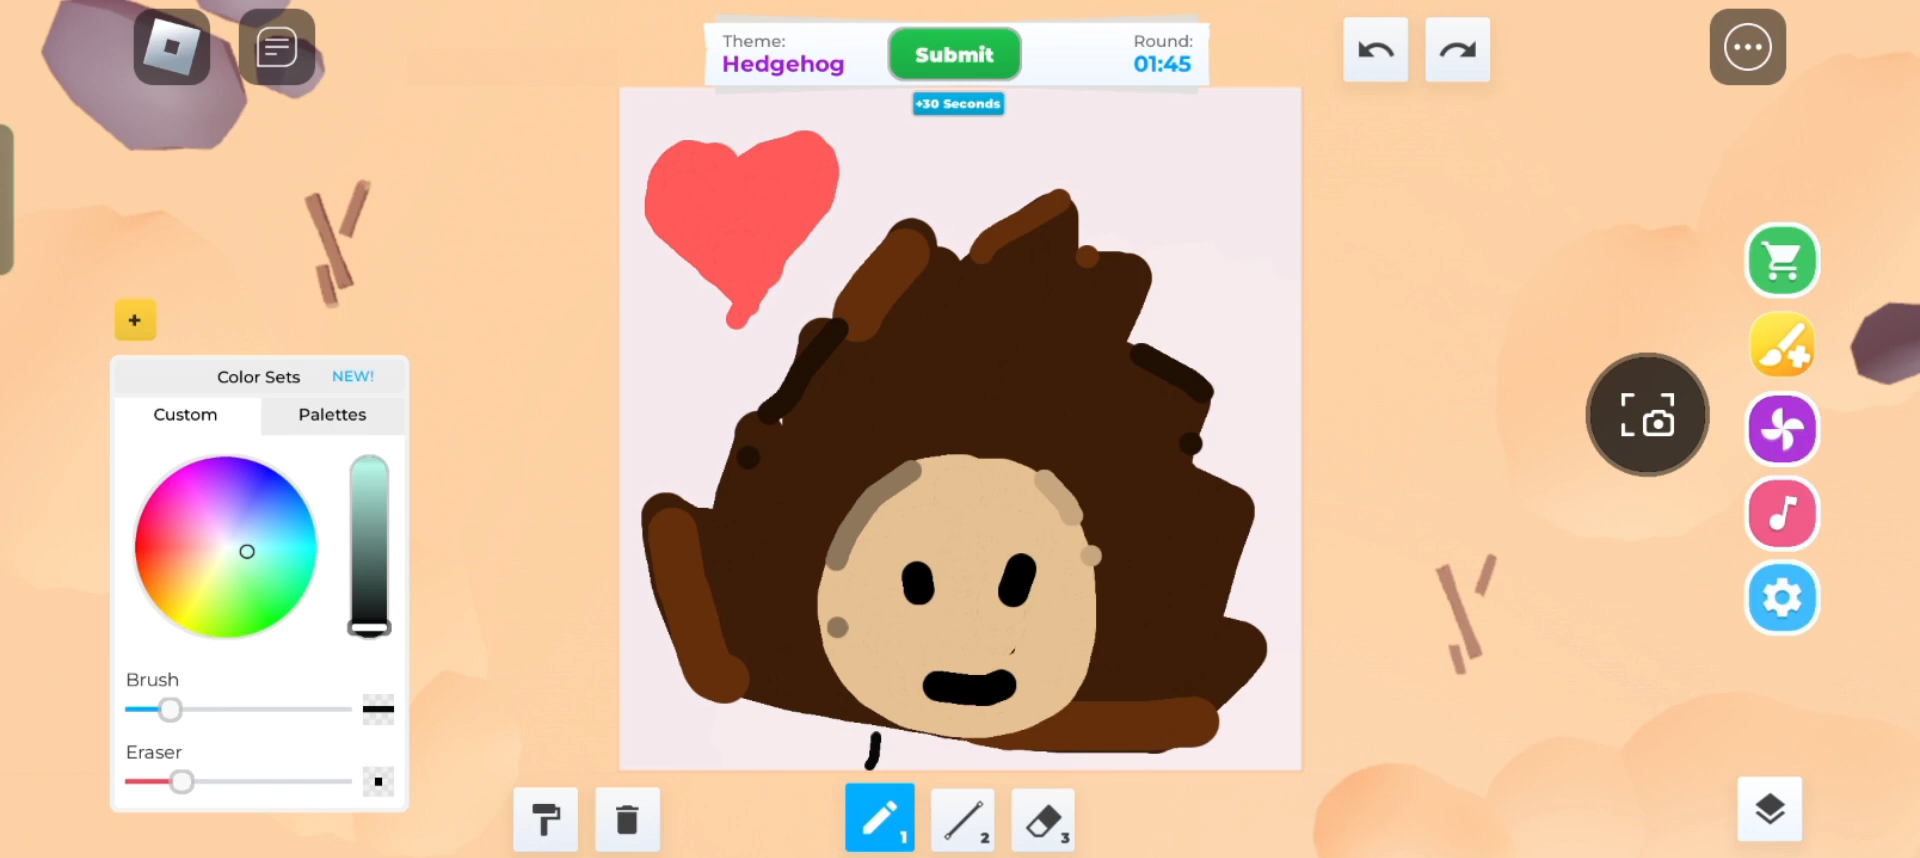 Theme:
Hedgehog
Submit
Round:
01:45
+30 Seconds
+
Color Sets NEW!
Custom
Palettes
Brush
Eraser
1
2
3